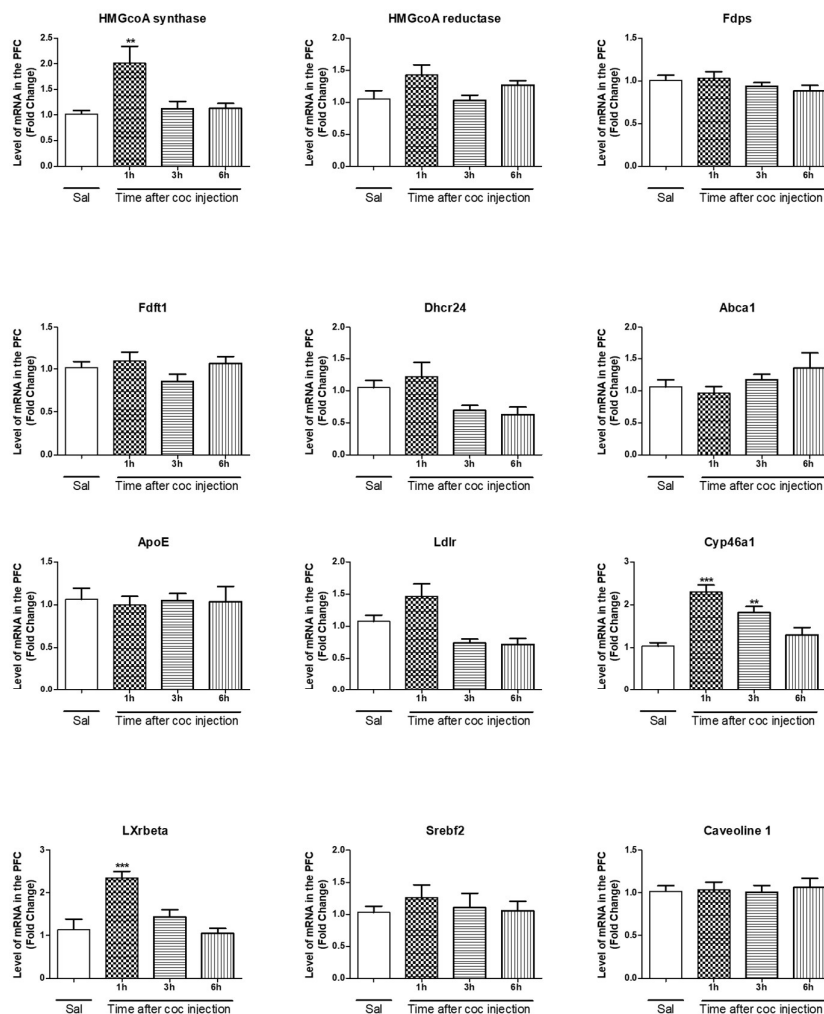 HMGcoA synthase
Level of mRNA in the PFC
(Fold Change)
2.5
2.0
1.5
1.0
0.5
0.0
**
1h
3h
6h
Sal
Time after coc injection
HMGcoA reductase
Level of mRNA in the PFC
(Fold Change)
2.0
1.5
1.0
0.5
0.0
1h
3h
6h
Sal
Time after coc injection
Fdps
Level of mRNA in the PFC
(Fold Change)
1.5
1.0
0.5
0.0
1h
3h
6h
Sal
Time after coc injection
Fdft1
Level of mRNA in the PFC
(Fold Change)
1.5
1.0
0.5
0.0
1h
3h
6h
Sal
Time after coc injection
Dhcr24
Level of mRNA in the PFC
(Fold Change)
2.0
1.5
1.0
0.5
0.0
1h
3h
6h
Sal
Time after coc injection
Abca1
Level of mRNA in the PFC
(Fold Change)
2.0
1.5
1.0
0.5
0.0
1h
3h
6h
Sal
Time after coc injection
ApoE
Level of mRNA in the PFC
(Fold Change)
1.5
1.0
0.5
0.0
1h
3h
6h
Sal
Time after coc injection
Ldlr
Level of mRNA in the PFC
(Fold Change)
2.0
1.5
1.0
0.5
0.0
1h
3h
6h
Sal
Time after coc injection
Cyp46a1
Level of mRNA in the PFC
(Fold Change)
3
2
1
0
***
**
1h
3h
6h
Sal
Time after coc injection
LXrbeta
Level of mRNA in the PFC
(Fold Change)
3
2
1
0
***
1h
3h
6h
Sal
Time after coc injection
Srebf2
Level of mRNA in the PFC
(Fold Change)
2.0
1.5
1.0
0.5
0.0
1h
3h
6h
Sal
Time after coc injection
Caveoline 1
Level of mRNA in the PFC
(Fold Change)
1.5
1.0
0.5
0.0
1h
3h
6h
Sal
Time after coc injection